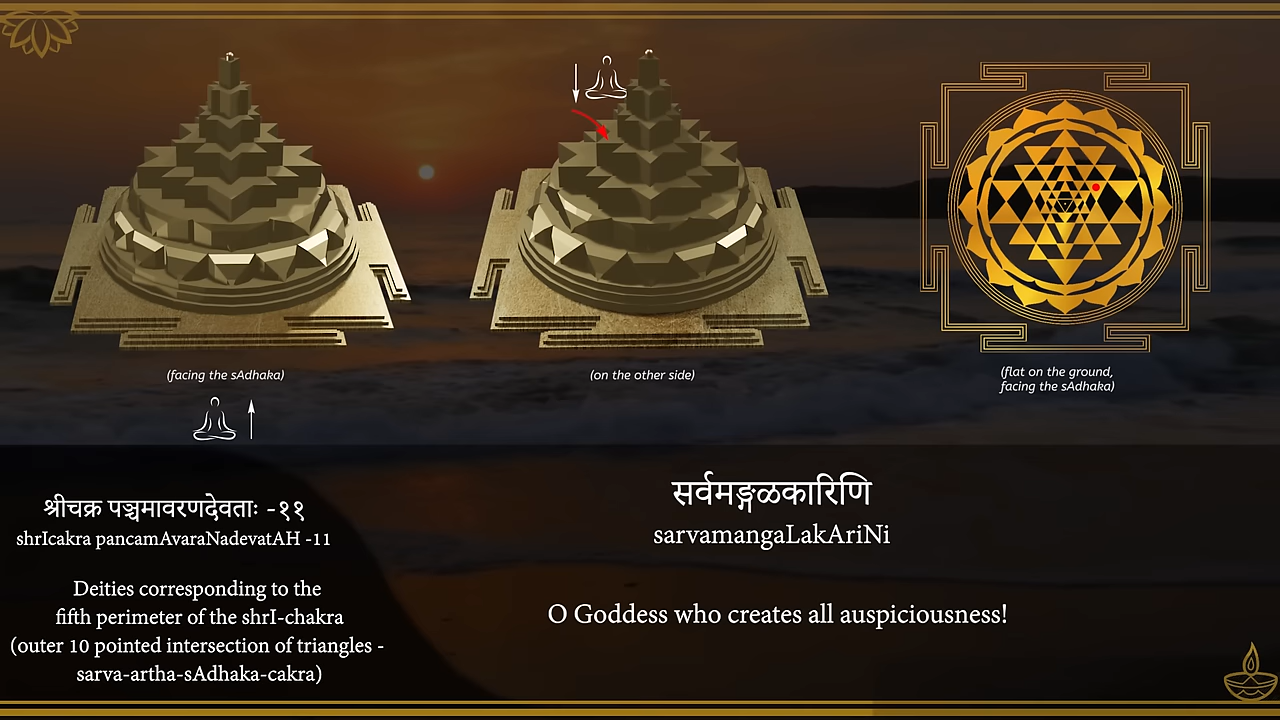 (facing the sAdhaka)
(on the other side)
(flat on the ground,
facing the sAdhaka)
श्रीचक्र पञ्चमावरणदेवताः -११
shrIcakra pancamAvaraNadevatAH -11
Deities corresponding to the
fifth perimeter of the shrI-chakra
(outer 10 pointed intersection of triangles -
sarva-artha-sAdhaka-cakra)
सर्वमङ्गळकारिणि
sarvamangaLakAriNi
O Goddess who creates all auspiciousness!